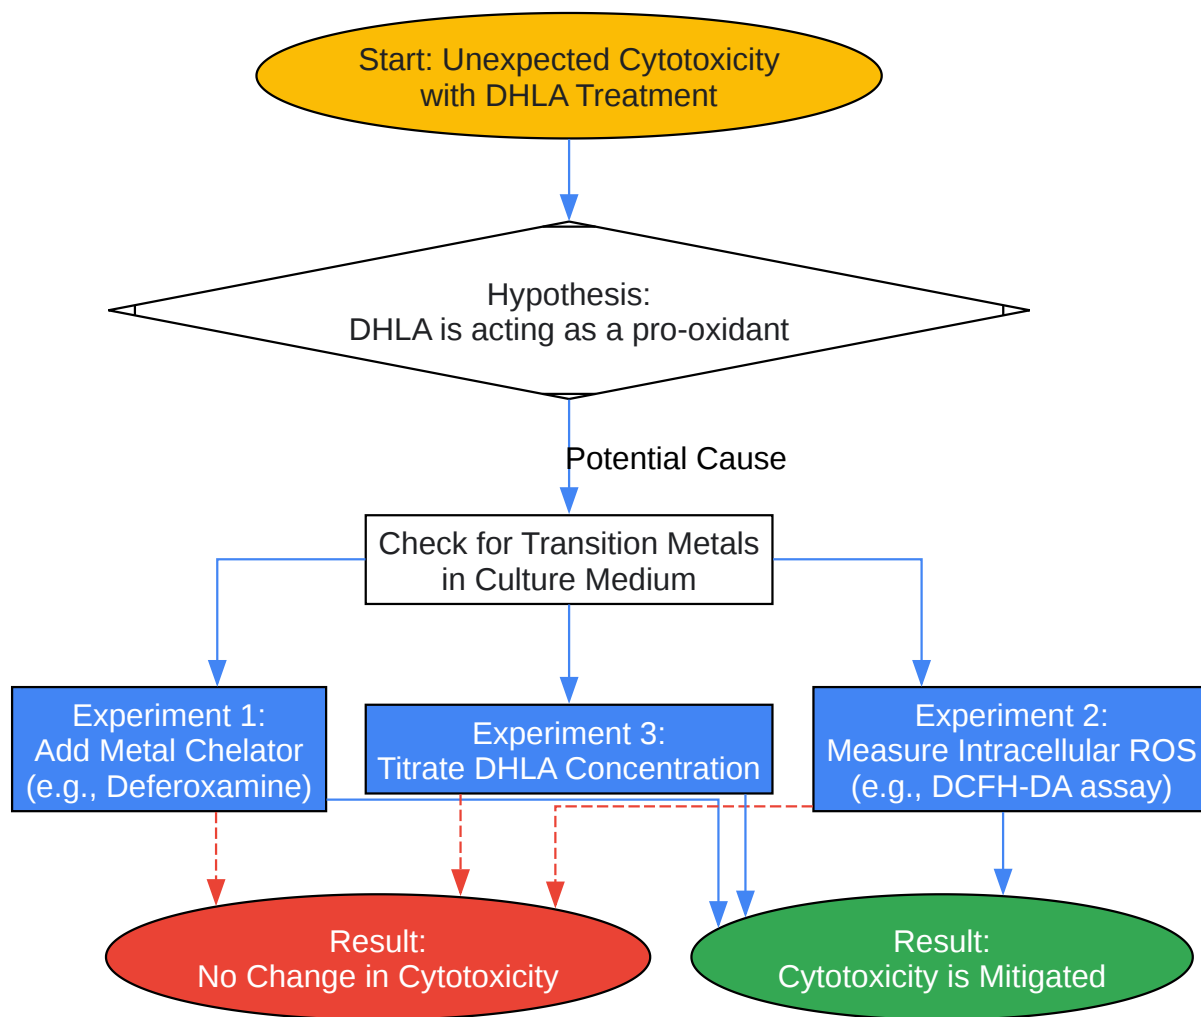 Start: Unexpected Cytotoxicity
with DHLA Treatment
Hypothesis:
DHLA is acting as a pro-oxidant
Potential Cause
Check for Transition Metals
in Culture Medium
Experiment 1:
Add Metal Chelator
(e.g., Deferoxamine)
Experiment 3:
Titrate DHLA Concentration
Experiment 2:
Measure Intracellular ROS
(e.g., DCFH-DA assay)
Result:
No Change in Cytotoxicity
Result:
Cytotoxicity is Mitigated